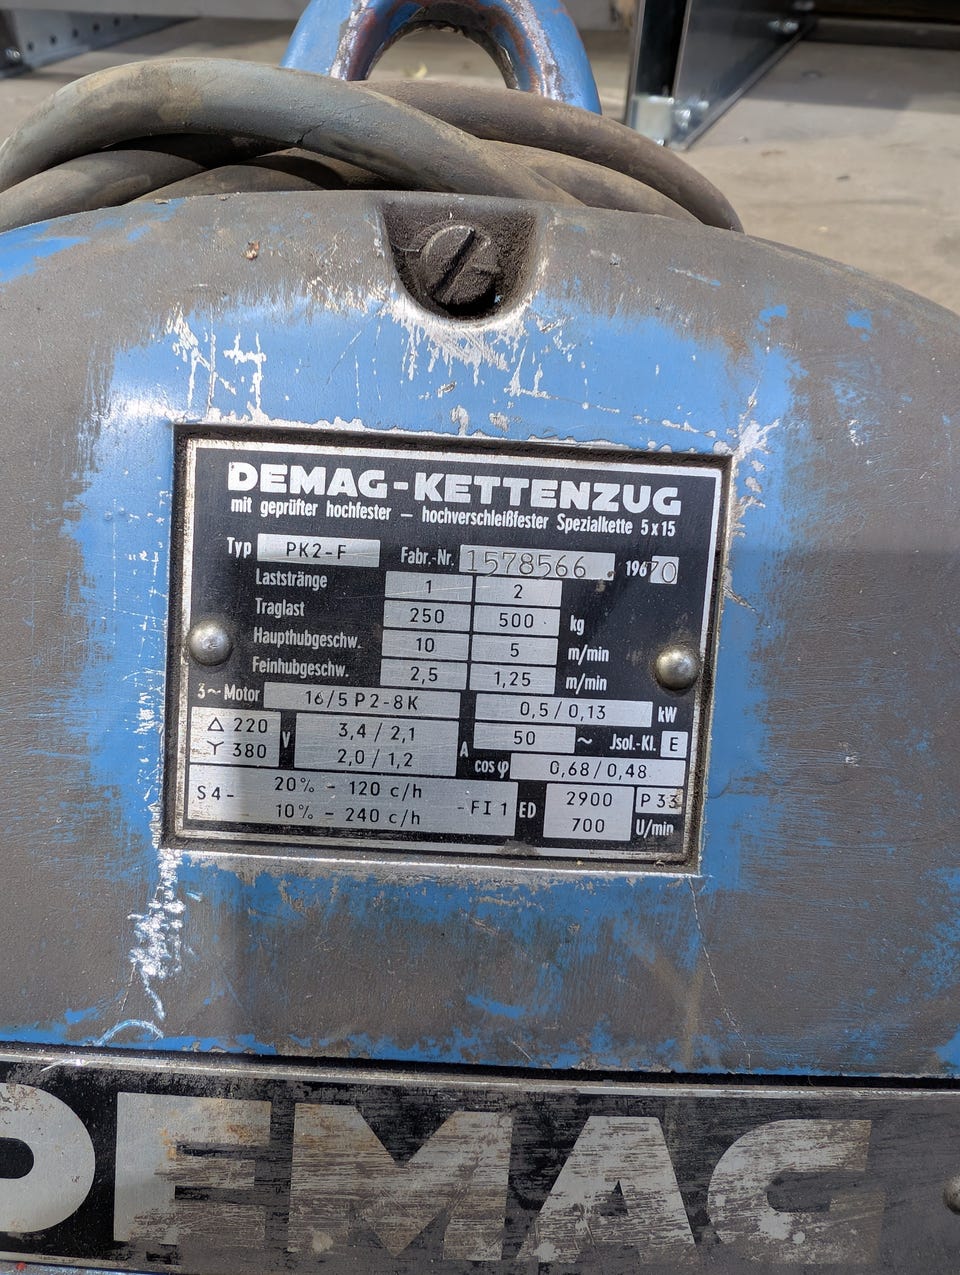 DEMAG-KETTENZUG
mit geprüfter hochfester – hochverschleißfester Spezialkette 5x15
Typ PK2-F Fabr.-Nr. 1578566 . 19670
Laststränge 1 2
Traglast 250 500 kg
Haupthubgeschw. 10 5 m/min
Feinhubgeschw. 2,5 1,25 m/min
3~ Motor 16/5 P2-8K 0,5/0,13 kW
△ 220 V 3,4/2,1 A 50 ~ Jsol.-Kl. E
Y 380 2,0/1,2 cos φ 0,68/0,48
S4- 20% - 120 c/h -FI 1 ED 2900 P 33
10% - 240 c/h 700 U/min
DEMAG